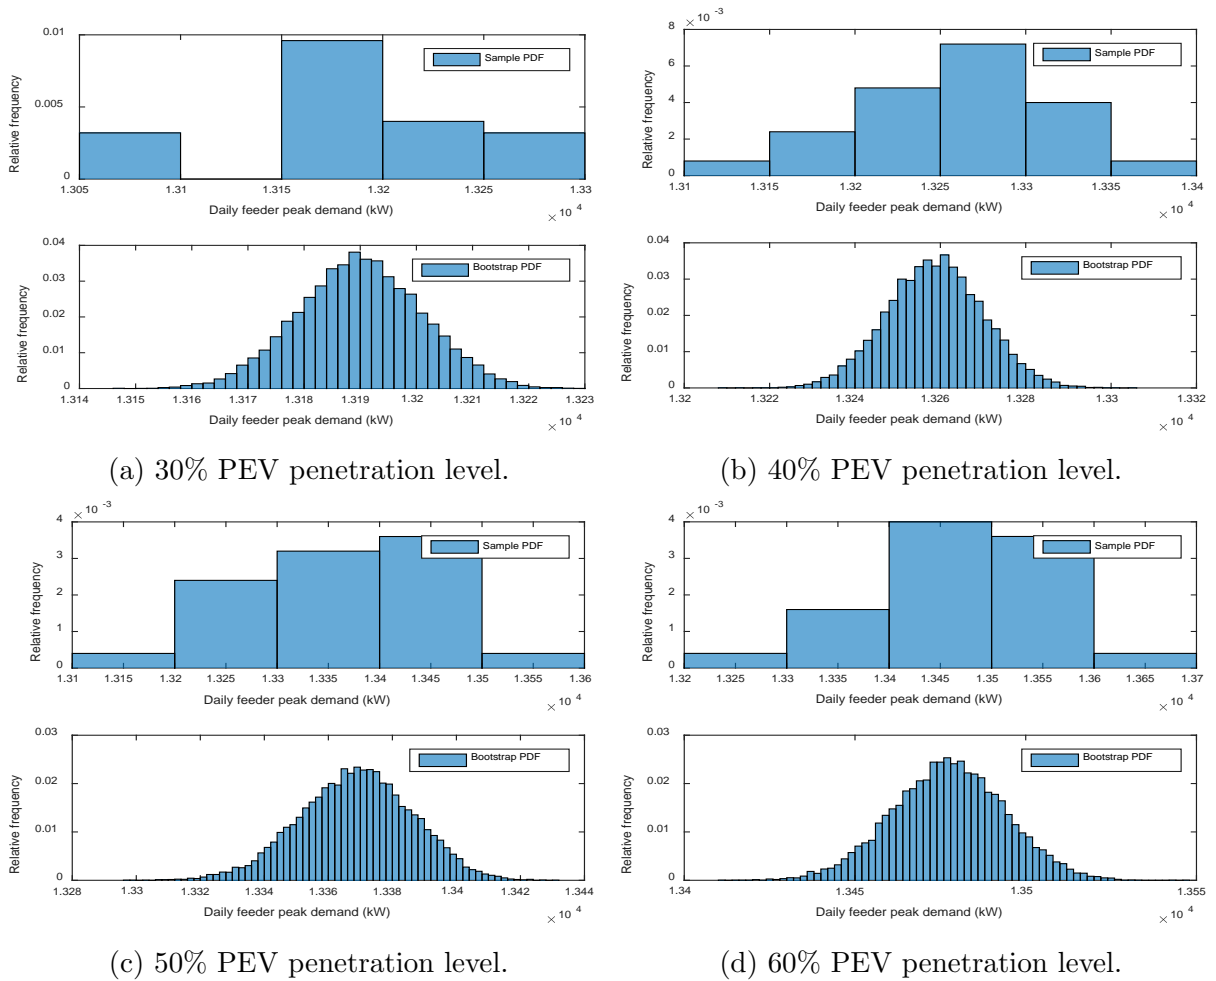 0.01
0.005
0
Relative frequency
Sample PDF
1.305 1.31 1.315 1.32 1.325 1.33
Daily feeder peak demand (kW)
× 10 4
0.04
0.03
0.02
0.01
0
Relative frequency
Bootstrap PDF
1.314 1.315 1.316 1.317 1.318 1.319 1.32 1.321 1.322 1.323
Daily feeder peak demand (kW)
× 10 4
(a) 30% PEV penetration level.
× 10 -3
8
6
4
2
0
Relative frequency
Sample PDF
1.31 1.315 1.32 1.325 1.33 1.335 1.34
Daily feeder peak demand (kW)
× 10 4
0.04
0.03
0.02
0.01
0
Relative frequency
Bootstrap PDF
1.32 1.322 1.324 1.326 1.328 1.33 1.332
Daily feeder peak demand (kW)
× 10 4
(b) 40% PEV penetration level.
× 10 -3
4
3
2
1
0
Relative frequency
Sample PDF
1.31 1.315 1.32 1.325 1.33 1.335 1.34 1.345 1.35 1.355 1.36
Daily feeder peak demand (kW)
× 10 4
0.03
0.02
0.01
0
Relative frequency
Bootstrap PDF
1.328 1.33 1.332 1.334 1.336 1.338 1.34 1.342 1.344
Daily feeder peak demand (kW)
× 10 4
(c) 50% PEV penetration level.
× 10 -3
4
3
2
1
0
Relative frequency
Sample PDF
1.32 1.325 1.33 1.335 1.34 1.345 1.35 1.355 1.36 1.365 1.37
Daily feeder peak demand (kW)
× 10 4
0.03
0.02
0.01
0
Relative frequency
Bootstrap PDF
1.34 1.345 1.35 1.355
Daily feeder peak demand (kW)
× 10 4
(d) 60% PEV penetration level.